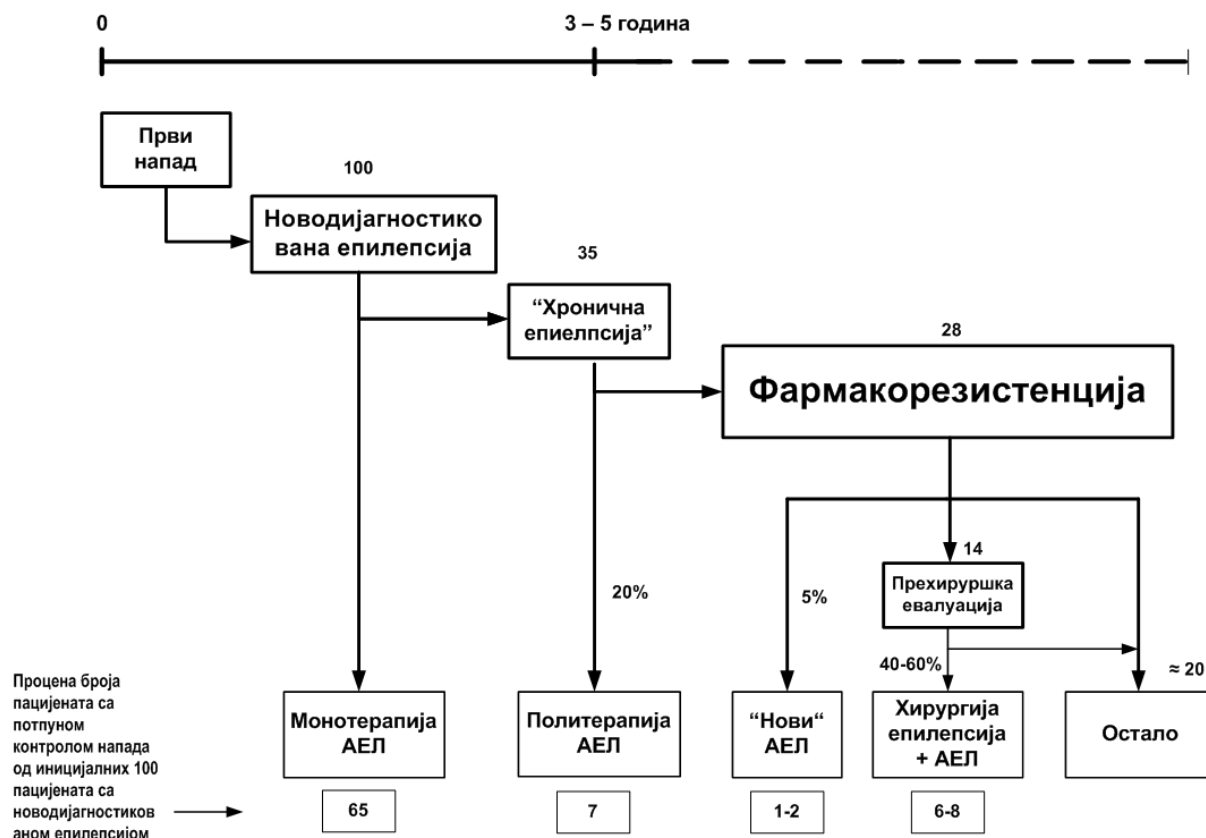 0
3 – 5 година
Први
напад
100
Новодијагностико
вана епилепсија
35
“Хронична
епиелпсија”
28
Фармакорезистенција
14
Прехируршка
евалуација
20%
5%
40-60%
≈ 20
Монотерапија
АЕЛ
Политерапија
АЕЛ
“Нови“
АЕЛ
Хирургија
епилепсија
+ АЕЛ
Остало
Процена броја
пацијената са
потпуном
контролом напада
од иницијалних 100
пацијената са
новодијагностиков
аном епилепсијом
65
7
1-2
6-8